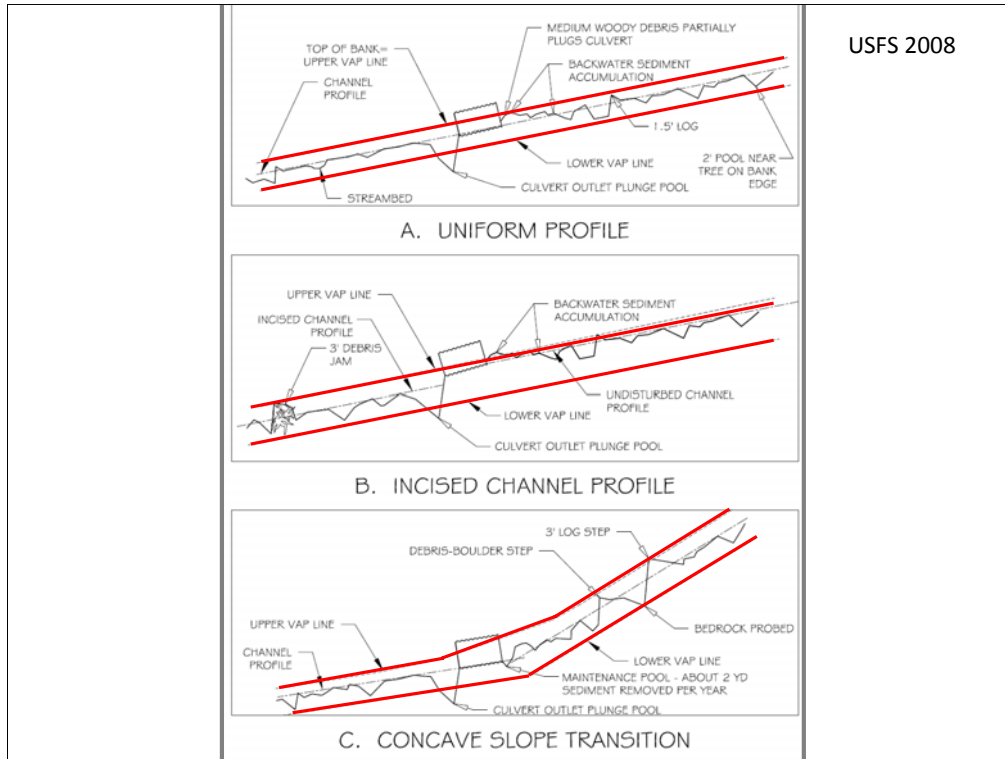 USFS 2008
MEDIUM WOODY DEBRIS PARTIALLY
PLUGS CULVERT
TOP OF BANK=
UPPER VAP LINE
BACKWATER SEDIMENT
ACCUMULATION
CHANNEL
PROFILE
1.5' LOG
LOWER VAP LINE
2' POOL NEAR
TREE ON BANK
EDGE
CULVERT OUTLET PLUNGE POOL
STREAMBED
A. UNIFORM PROFILE
UPPER VAP LINE
BACKWATER SEDIMENT
ACCUMULATION
INCISED CHANNEL
PROFILE
3' DEBRIS
JAM
UNDISTURBED CHANNEL
PROFILE
LOWER VAP LINE
CULVERT OUTLET PLUNGE POOL
B. INCISED CHANNEL PROFILE
3' LOG STEP
DEBRIS-BOULDER STEP
UPPER VAP LINE
BEDROCK PROBED
CHANNEL
PROFILE
LOWER VAP LINE
MAINTENANCE POOL - ABOUT 2 YD
SEDIMENT REMOVED PER YEAR
CULVERT OUTLET PLUNGE POOL
C. CONCAVE SLOPE TRANSITION